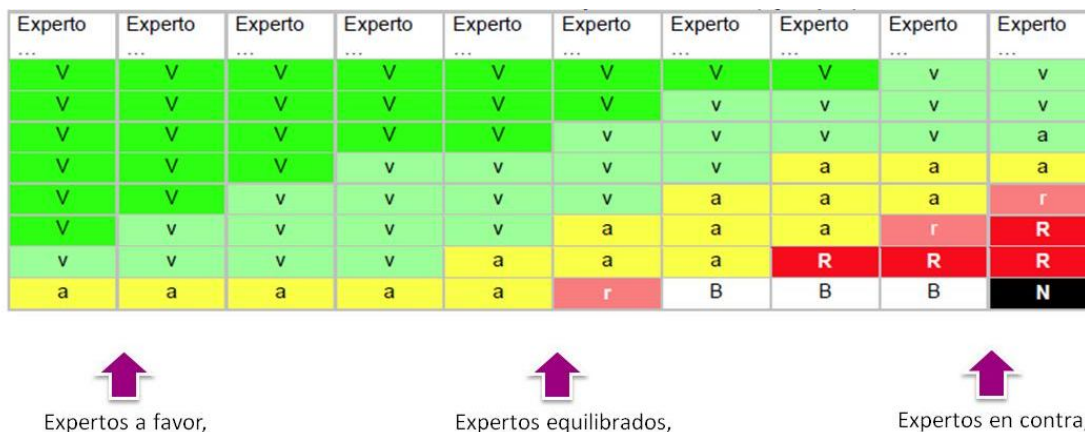 Experto Experto Experto Experto Experto Experto Experto Experto Experto Experto
... ... ... ... ... ... ... ... ... ...
V V V V V V V V v v
V V V V V V v v v v
V V V V V v v v v a
V V V v v v v a a a
V V v v v v a a a r
V v v v v a a a r R
v v v v a a a R R R
a a a a a r B B B N
Expertos a favor, Expertos equilibrados, Expertos en contra,